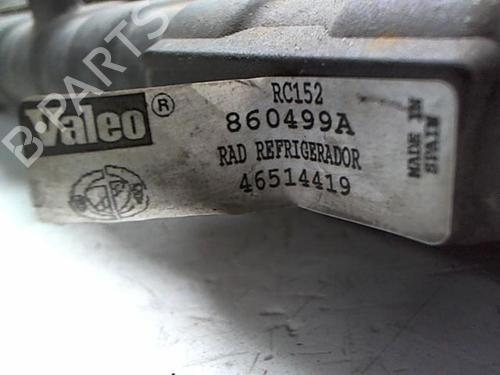 B-PARTS
Valeo®
RC152
860499A
RAD REFRIGERADOR
46514419
MADE IN
SPAIN